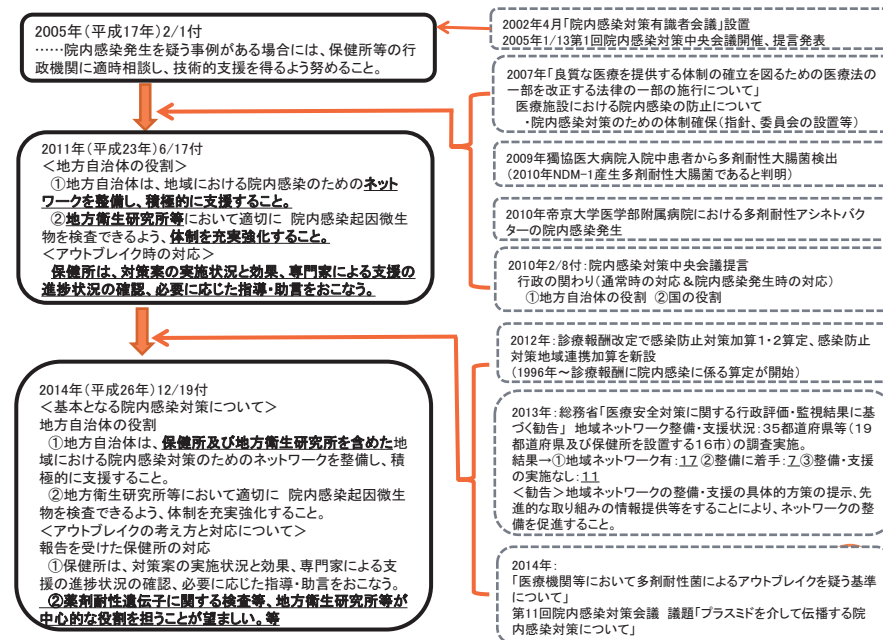 2005年(平成17年)2/1付
……院内感染発生を疑う事例がある場合には、保健所等の行
政機関に適時相談し、技術的支援を得るよう努めること。
2011年(平成23年)6/17付
＜地方自治体の役割＞
①地方自治体は、地域における院内感染のためのネット
ワークを整備し、積極的に支援すること。
②地方衛生研究所等において適切に 院内感染起因微生
物を検査できるよう、体制を充実強化すること。
＜アウトブレイク時の対応＞
保健所は、対策案の実施状況と効果、専門家による支援の
進捗状況の確認、必要に応じた指導・助言をおこなう。
2014年(平成26年)12/19付
＜基本となる院内感染対策について＞
地方自治体の役割
①地方自治体は、保健所及び地方衛生研究所を含めた地
域における院内感染対策のためのネットワークを整備し、積
極的に支援すること。
②地方衛生研究所等において適切に 院内感染起因微生
物を検査できるよう、体制を充実強化すること。
＜アウトブレイクの考え方と対応について＞
報告を受けた保健所の対応
①保健所は、対策案の実施状況と効果、専門家による支
援の進捗状況の確認、必要に応じた指導・助言をおこなう。
②薬剤耐性遺伝子に関する検査等、地方衛生研究所等が
中心的な役割を担うことが望ましい。等
2002年4月「院内感染対策有識者会議」設置
2005年1/13第1回院内感染対策中央会議開催、提言発表
2007年「良質な医療を提供する体制の確立を図るための医療法の
一部を改正する法律の一部の施行について」
医療施設における院内感染の防止について
・院内感染対策のための体制確保(指針、委員会の設置等)
2009年獨協医大病院入院中患者から多剤耐性大腸菌検出
(2010年NDM-1産生多剤耐性大腸菌であると判明)
2010年帝京大学医学部附属病院における多剤耐性アシネトバク
ターの院内感染発生
2010年2/8付：院内感染対策中央会議提言
行政の関わり(通常時の対応＆院内感染発生時の対応)
①地方自治体の役割 ②国の役割
2012年：診療報酬改定で感染防止対策加算1・2算定、感染防止
対策地域連携加算を新設
(1996年～診療報酬に院内感染に係る算定が開始)
2013年：総務省「医療安全対策に関する行政評価・監視結果に基
づく勧告」 地域ネットワーク整備・支援状況：35都道府県等(19
都道府県及び保健所を設置する16市)の調査実施。
結果→①地域ネットワーク有：17 ②整備に着手：7 ③整備・支援
の実施なし：11
＜勧告＞地域ネットワークの整備・支援の具体的方策の提示、先
進的な取り組みの情報提供等をすることにより、ネットワークの整
備を促進すること。
2014年：
「医療機関等において多剤耐性菌によるアウトブレイクを疑う基準
について」
第11回院内感染対策会議 議題「プラスミドを介して伝播する院
内感染対策について」